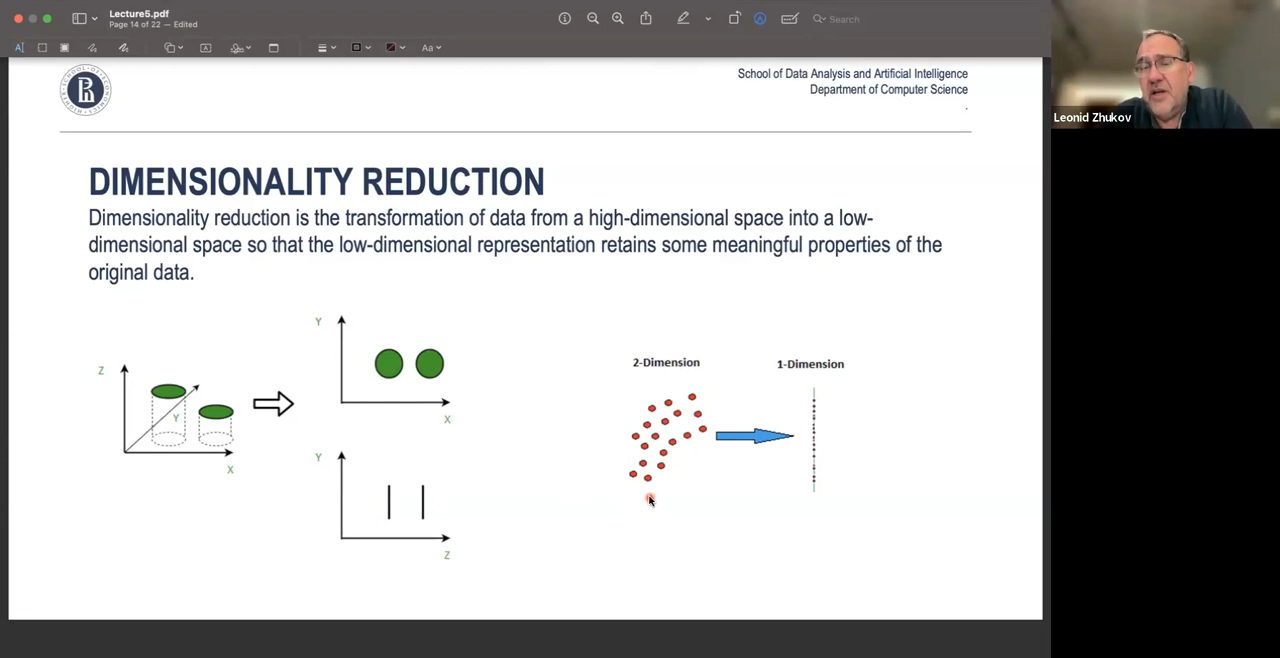 Lecture5.pdf
Page 14 of 22 — Edited
Search
Aa
School of Data Analysis and Artificial Intelligence
Department of Computer Science
.
Leonid Zhukov
DIMENSIONALITY REDUCTION
Dimensionality reduction is the transformation of data from a high-dimensional space into a low-
dimensional space so that the low-dimensional representation retains some meaningful properties of the
original data.
Z
Y
X
Y
X
Y
Z
2-Dimension
1-Dimension